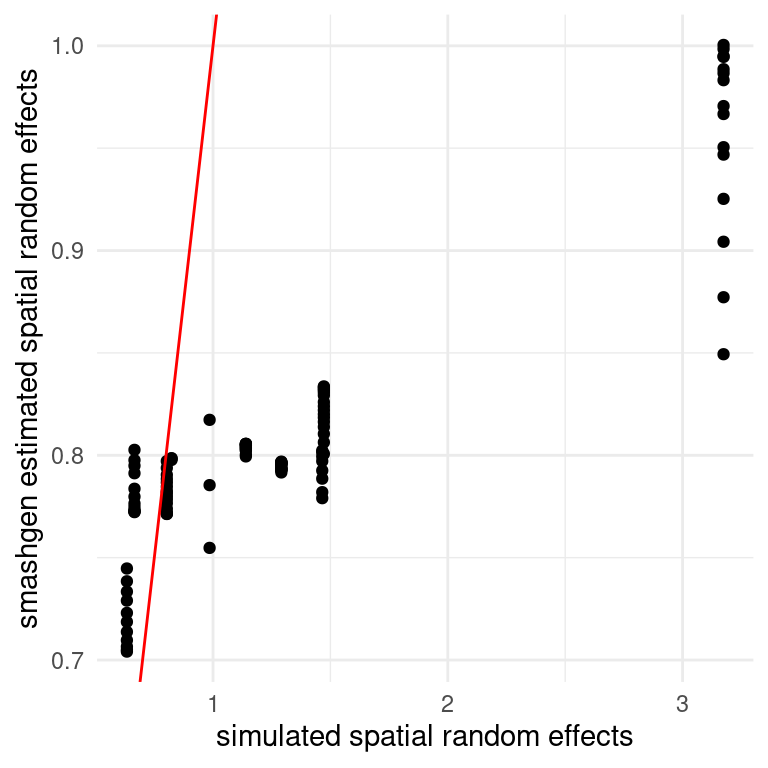 smashgen estimated spatial random effects
1.0
0.9
0.8
0.7
1 2 3
simulated spatial random effects